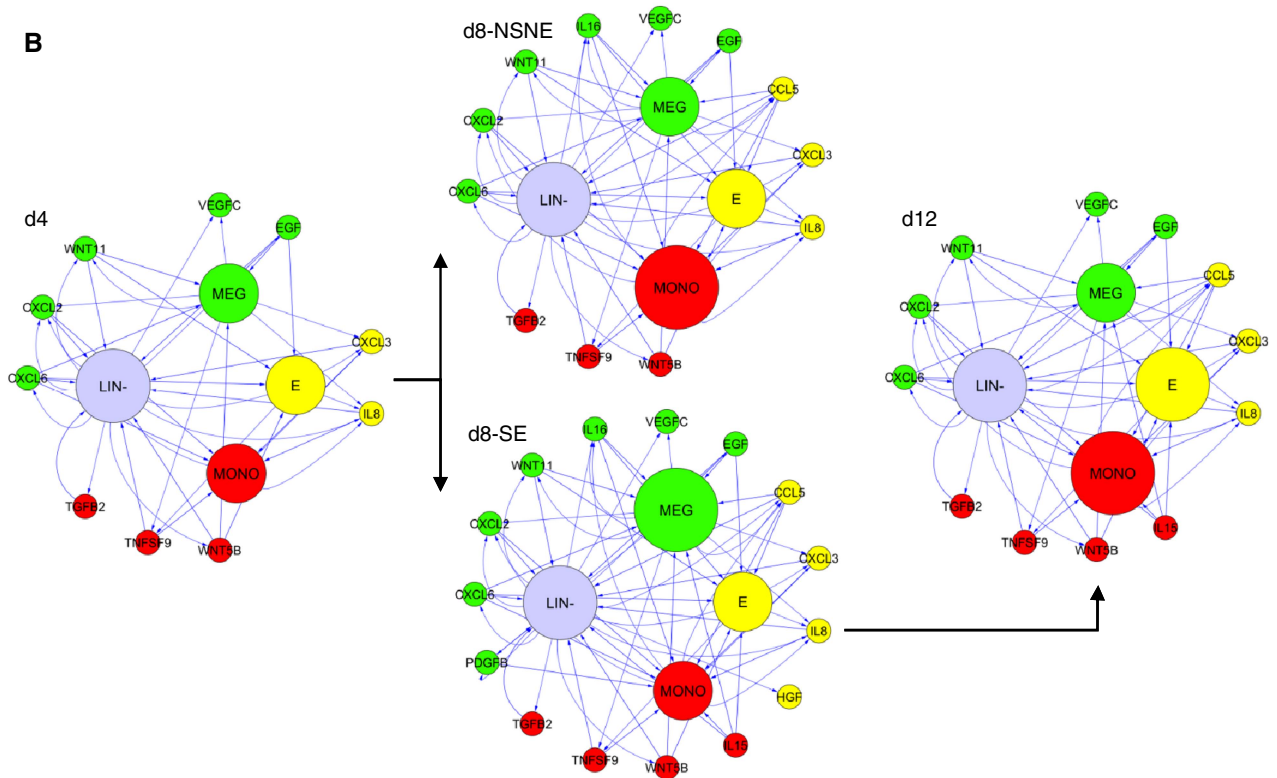 B
d8-NSNE
IL16
VEGFC
EGF
WNT11
CCL5
MEG
CXCL2
CXCL3
CXCL6
LIN-
E
IL8
MONO
TGFB2
TNFSF9
WNT5B
d4
VEGFC
EGF
WNT11
MEG
CXCL2
CXCL3
CXCL6
LIN-
E
IL8
MONO
TGFB2
TNFSF9
WNT5B
d8-SE
IL16
VEGFC
EGF
WNT11
CCL5
MEG
CXCL2
CXCL3
CXCL6
LIN-
E
IL8
PDGFB
MONO
HGF
TGFB2
IL15
TNFSF9
WNT5B
d12
VEGFC
EGF
WNT11
CCL5
MEG
CXCL2
CXCL3
CXCL6
LIN-
E
IL8
MONO
TGFB2
IL15
TNFSF9
WNT5B